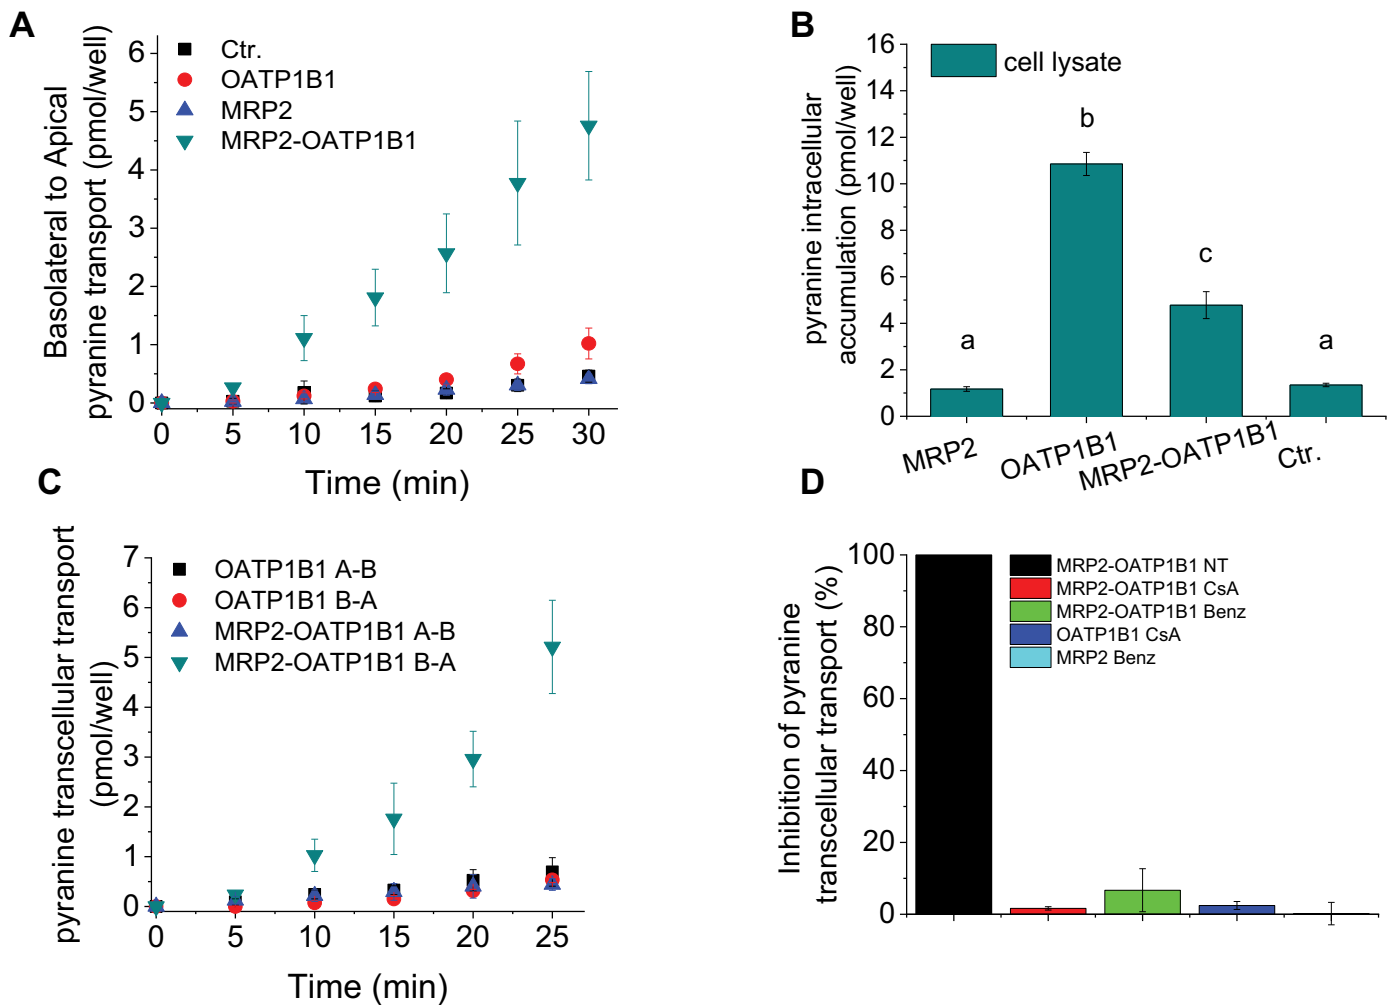 A
Basolateral to Apical
pyranine transport (pmol/well)
6
5
4
3
2
1
0
Ctr.
OATP1B1
MRP2
MRP2-OATP1B1
0 5 10 15 20 25 30
Time (min)
B
pyranine intracellular
accumulation (pmol/well)
16
14
12
10
8
6
4
2
0
cell lysate
a
b
c
a
MRP2
OATP1B1
MRP2-OATP1B1
Ctr.
C
pyranine transcellular transport
(pmol/well)
7
6
5
4
3
2
1
0
OATP1B1 A-B
OATP1B1 B-A
MRP2-OATP1B1 A-B
MRP2-OATP1B1 B-A
0 5 10 15 20 25
Time (min)
D
Inhibition of pyranine
transcellular transport (%)
100
80
60
40
20
0
MRP2-OATP1B1 NT
MRP2-OATP1B1 CsA
MRP2-OATP1B1 Benz
OATP1B1 CsA
MRP2 Benz